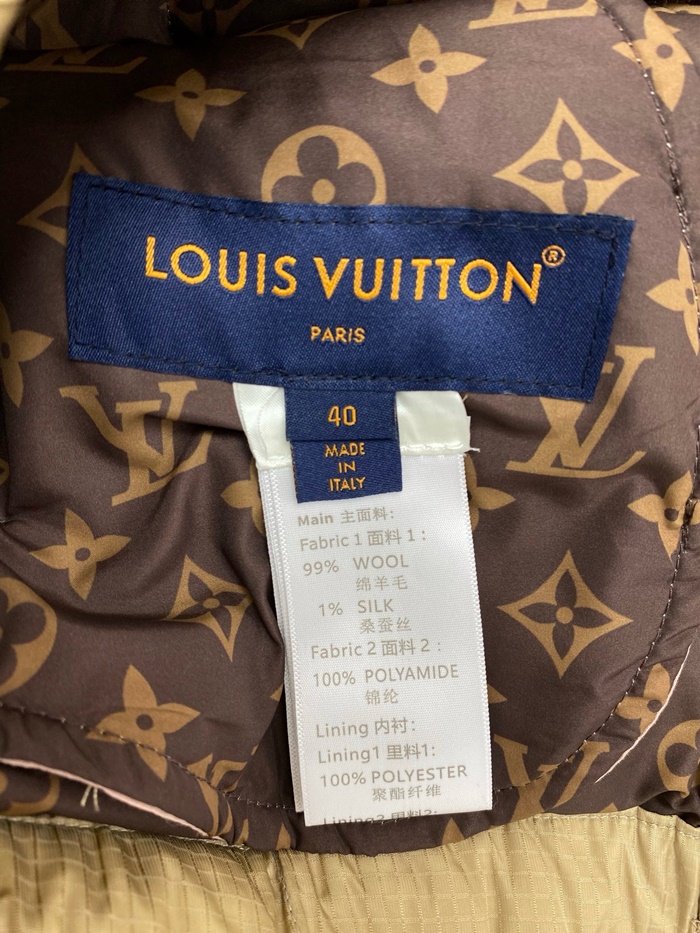 LOUIS VUITTON®
PARIS
40
MADE
IN
ITALY
Main 主面料:
Fabric 1 面料 1:
99% WOOL
绵羊毛
1% SILK
桑蚕丝
Fabric 2 面料 2:
100% POLYAMIDE
锦纶
Lining 内衬:
Lining1 里料1:
100% POLYESTER
聚酯纤维